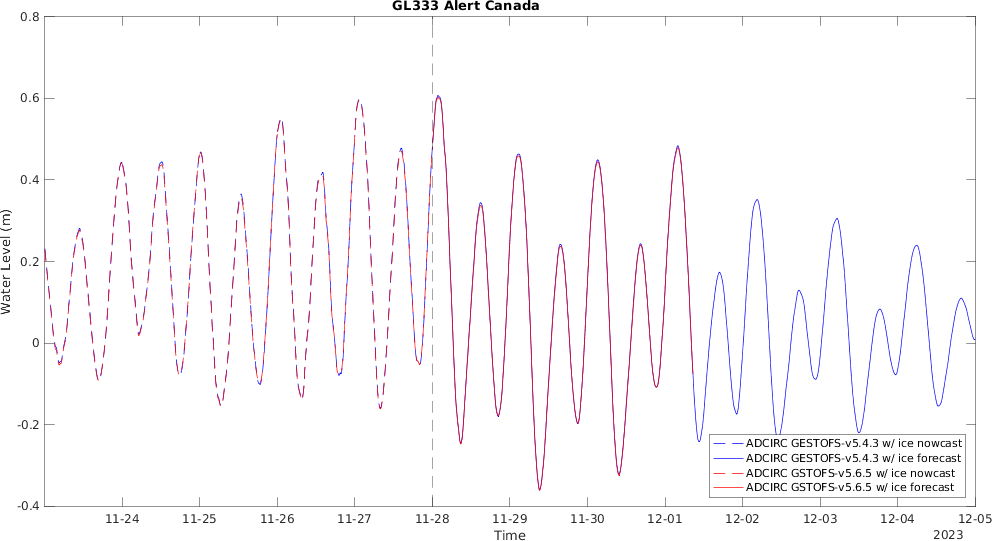 GL333 Alert Canada
0.8
0.6
0.4
0.2
0
-0.2
-0.4
Water Level (m)
ADCIRC GESTOFS-v5.4.3 w/ ice nowcast
ADCIRC GESTOFS-v5.4.3 w/ ice forecast
ADCIRC GSTOFS-v5.6.5 w/ ice nowcast
ADCIRC GSTOFS-v5.6.5 w/ ice forecast
11-24 11-25 11-26 11-27 11-28 11-29 11-30 12-01 12-02 12-03 12-04 12-05
Time
2023